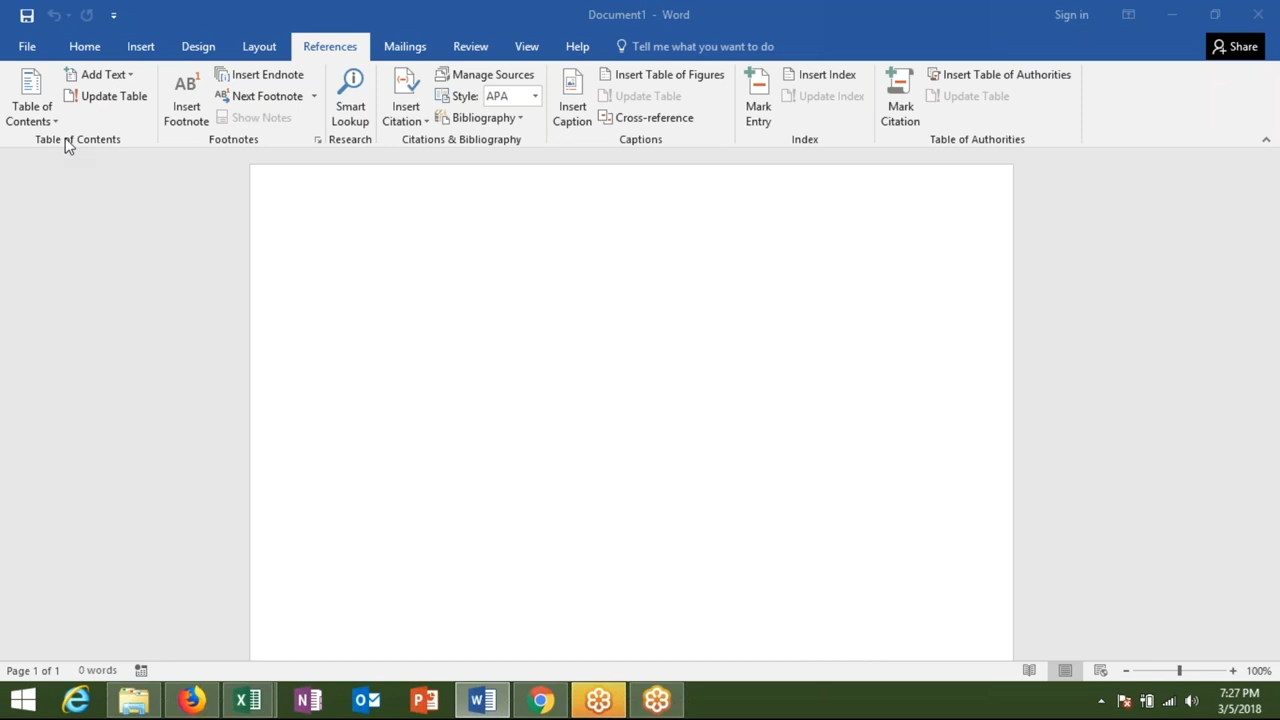 Document1 - Word
Sign in
File Home Insert Design Layout References Mailings Review View Help Tell me what you want to do Share
Table of Contents
Add Text
Update Table
Table of Contents
AB1 Insert Footnote
Insert Endnote
AB1 Next Footnote
Show Notes
Footnotes
Smart Lookup
Research
Insert Citation
Manage Sources
Style: APA
Bibliography
Citations & Bibliography
Insert Caption
Insert Table of Figures
Update Table
Cross-reference
Captions
Mark Entry
Insert Index
Update Index
Index
Mark Citation
Insert Table of Authorities
Update Table
Table of Authorities
Page 1 of 1 0 words 100%
7:27 PM
3/5/2018